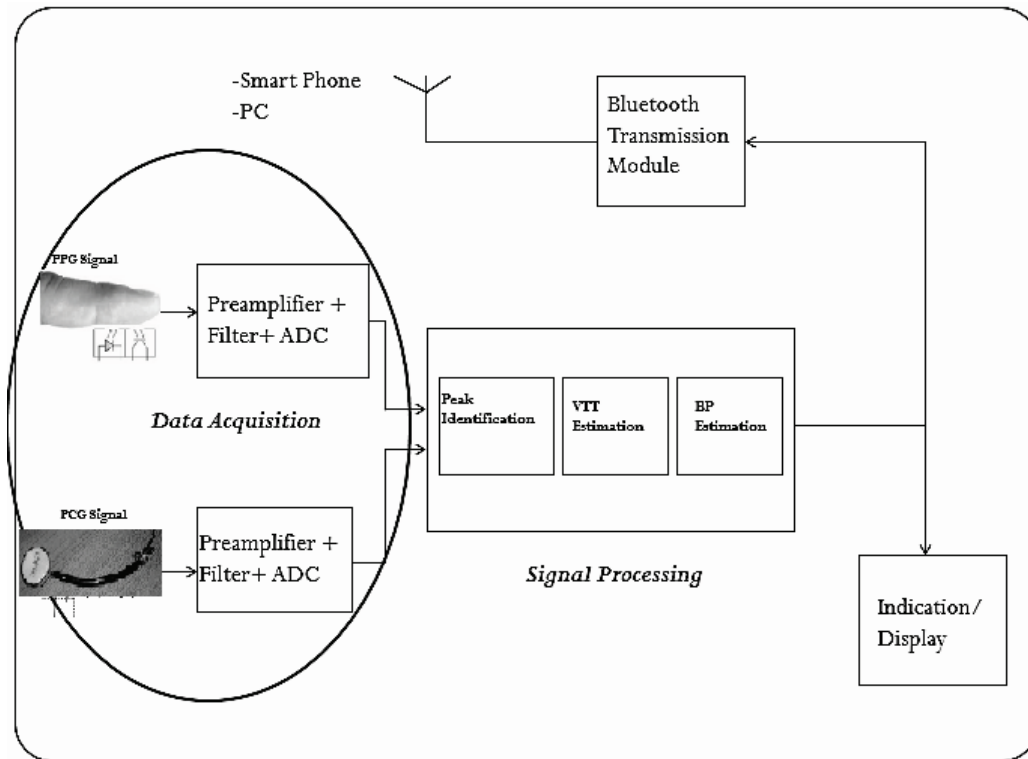 -Smart Phone
-PC
Bluetooth
Transmission
Module
PPG Signal
Preamplifier +
Filter+ ADC
Data Acquisition
Peak
Identification
VTT
Estimation
BP
Estimation
PCG Signal
Preamplifier +
Filter+ ADC
Signal Processing
Indication/
Display